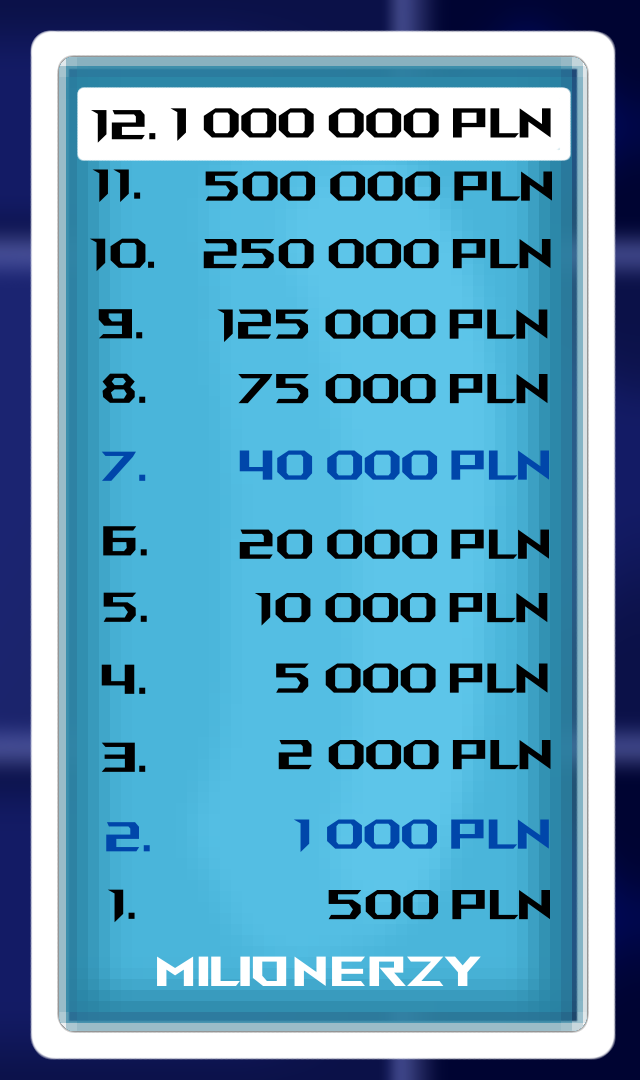 12. 1 000 000 PLN
11. 500 000 PLN
10. 250 000 PLN
9. 125 000 PLN
8. 75 000 PLN
7. 40 000 PLN
6. 20 000 PLN
5. 10 000 PLN
4. 5 000 PLN
3. 2 000 PLN
2. 1 000 PLN
1. 500 PLN
MILIONERZY